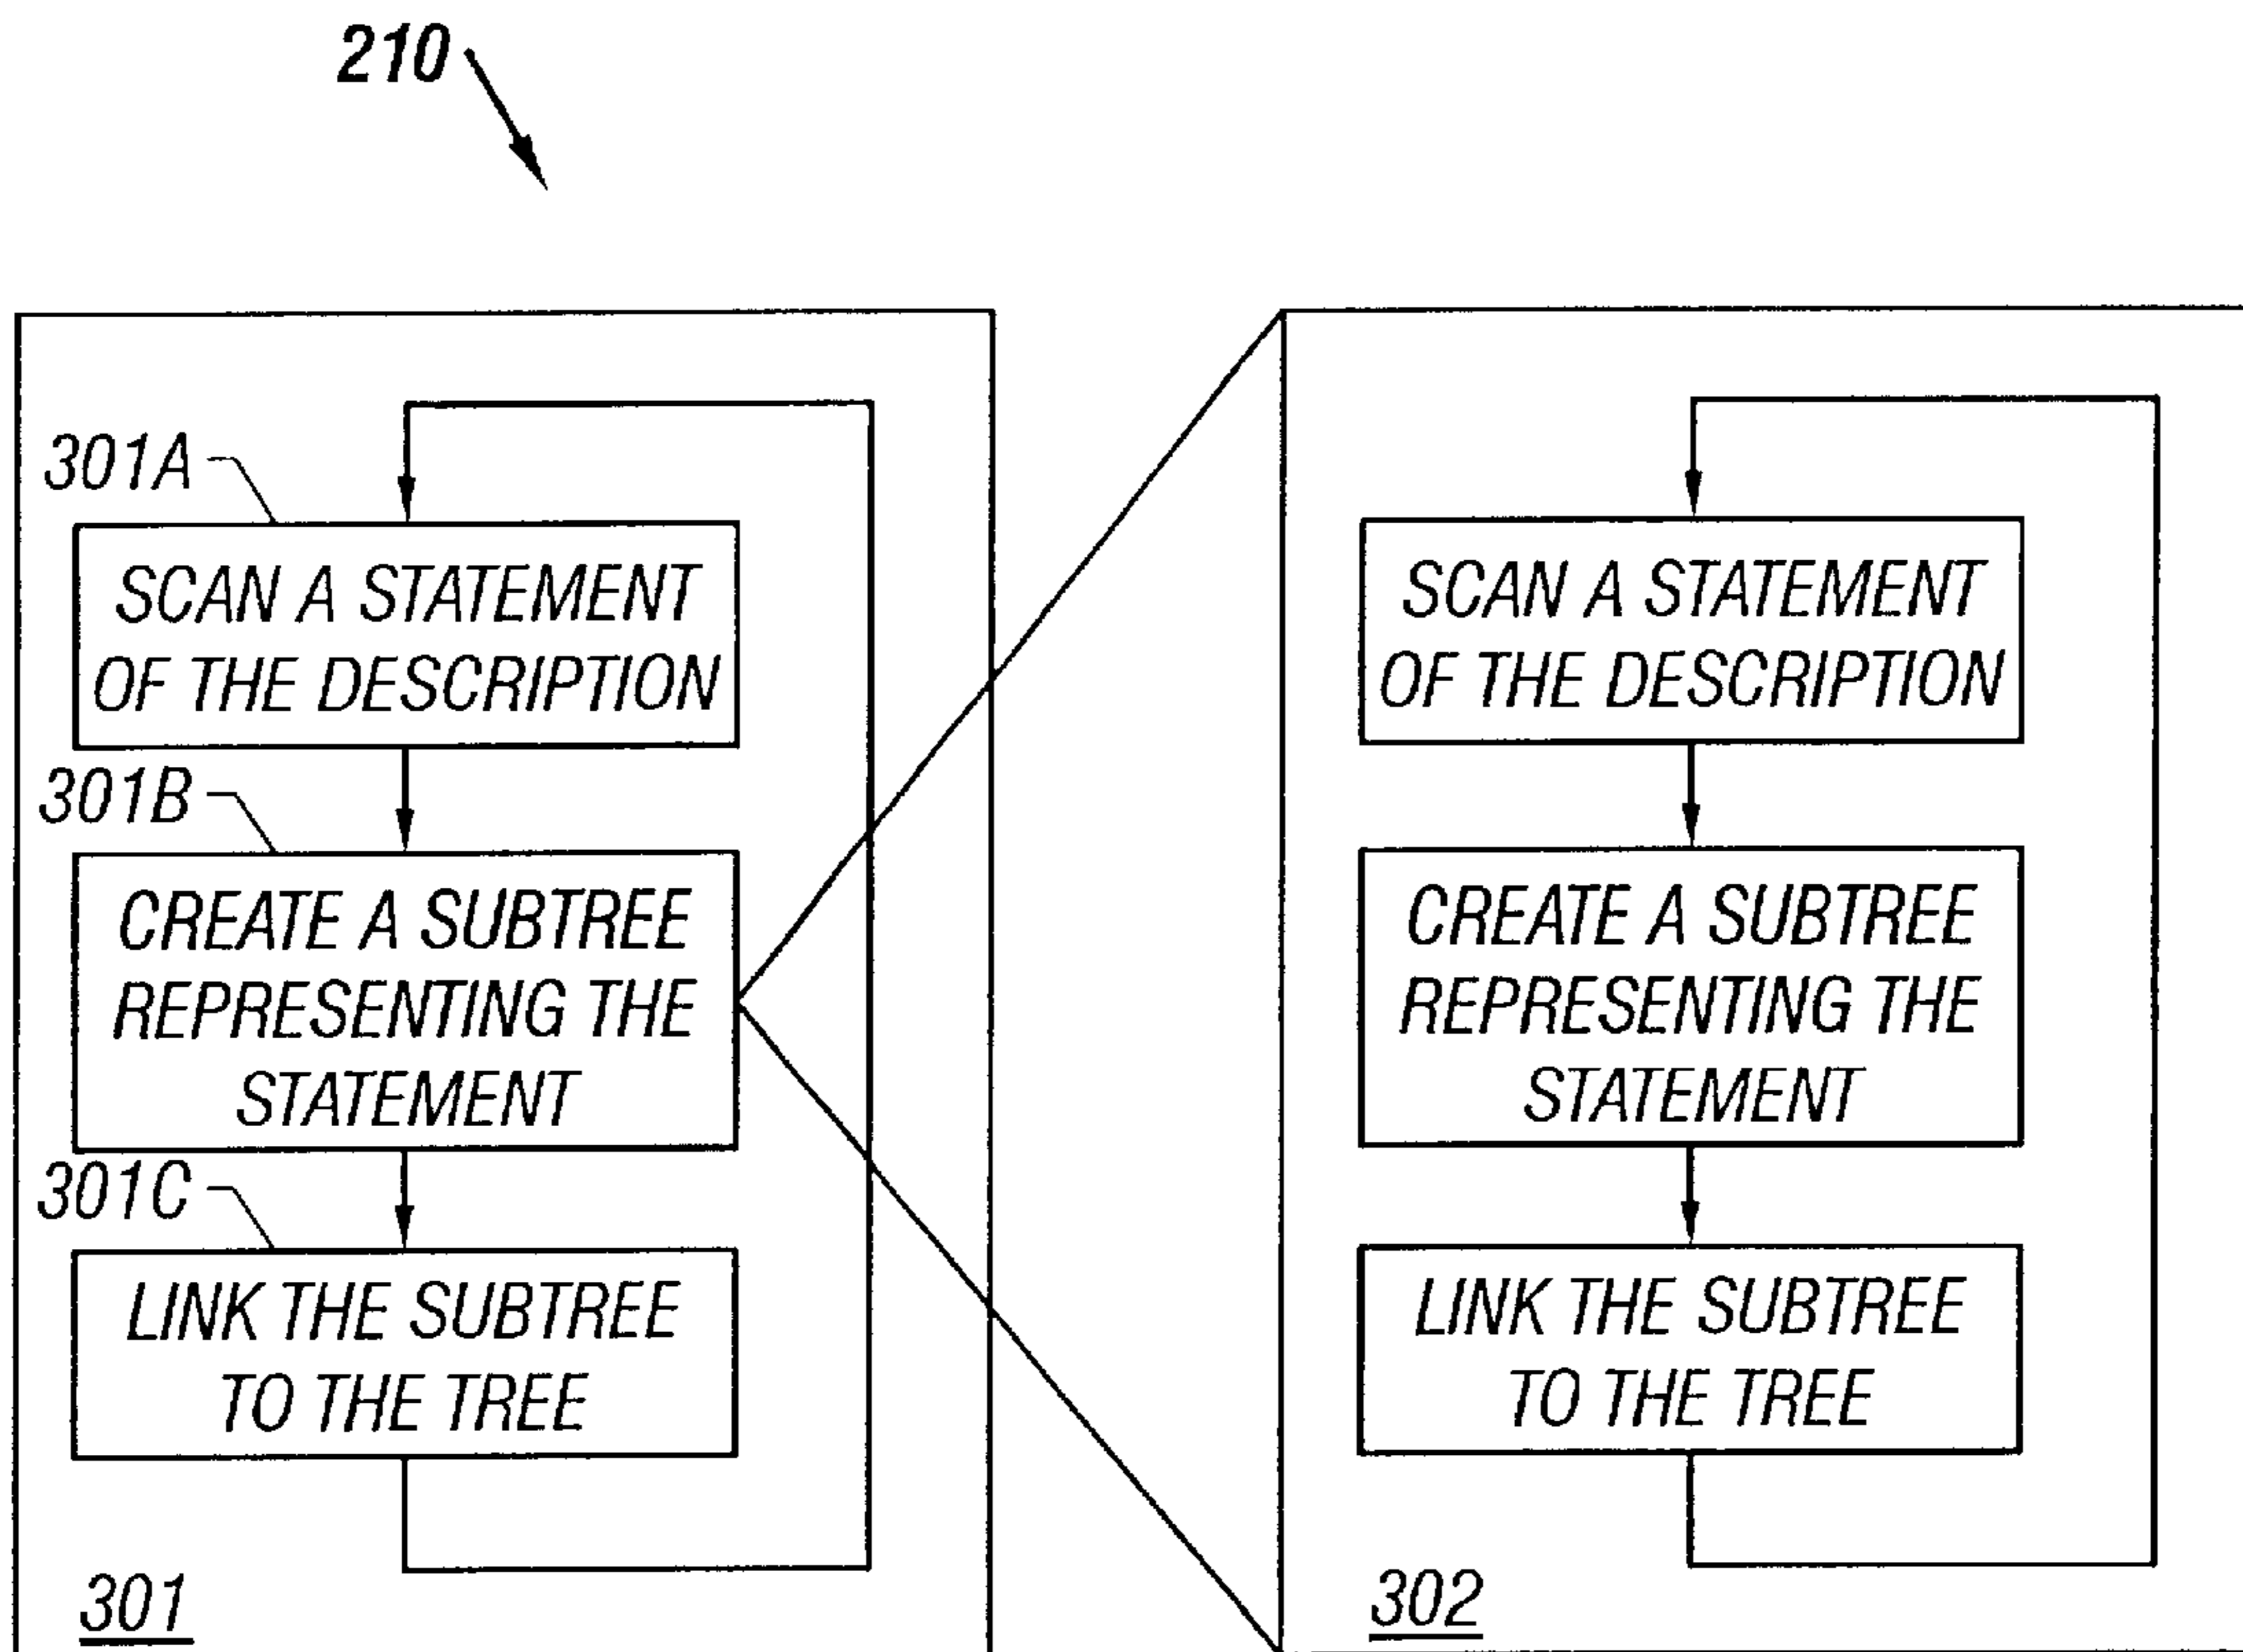 210
301A
SCAN A STATEMENT
OF THE DESCRIPTION
301B
CREATE A SUBTREE
REPRESENTING THE
STATEMENT
301C
LINK THE SUBTREE
TO THE TREE
301
SCAN A STATEMENT
OF THE DESCRIPTION
CREATE A SUBTREE
REPRESENTING THE
STATEMENT
LINK THE SUBTREE
TO THE TREE
302